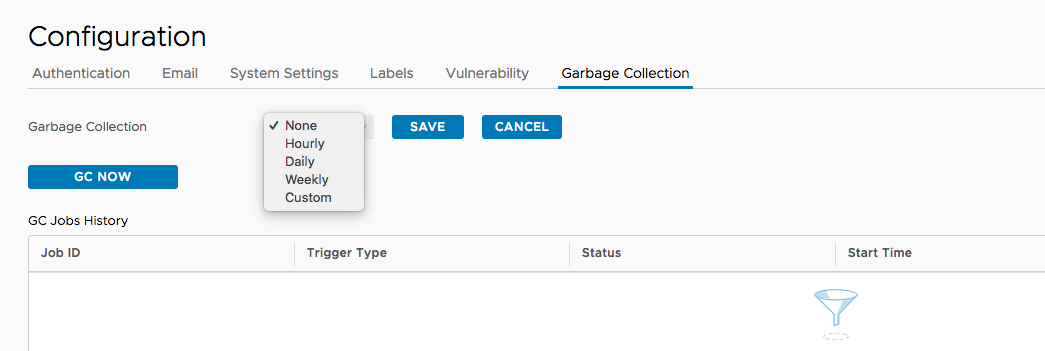 Configuration
Authentication Email System Settings Labels Vulnerability Garbage Collection
Garbage Collection None SAVE CANCEL
Hourly
Daily
Weekly
Custom
GC NOW
GC Jobs History
Job ID Trigger Type Status Start Time